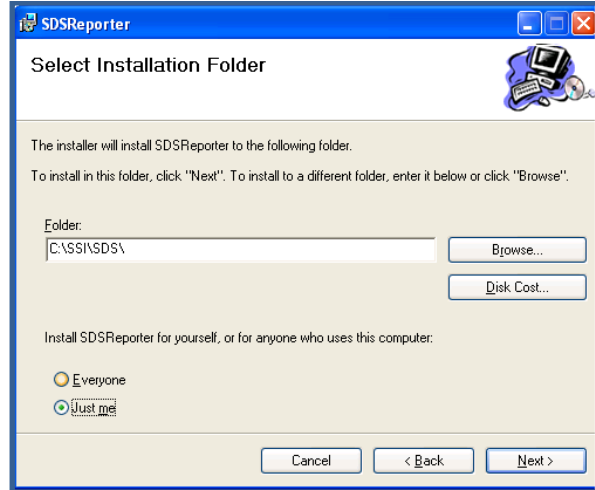 SDSReporter
Select Installation Folder
The installer will install SDSReporter to the following folder.
To install in this folder, click "Next". To install to a different folder, enter it below or click "Browse".
Folder:
C:\SSI\SDS\
Browse...
Disk Cost...
Install SDSReporter for yourself, or for anyone who uses this computer:
Everyone
Just me
Cancel
< Back
Next >